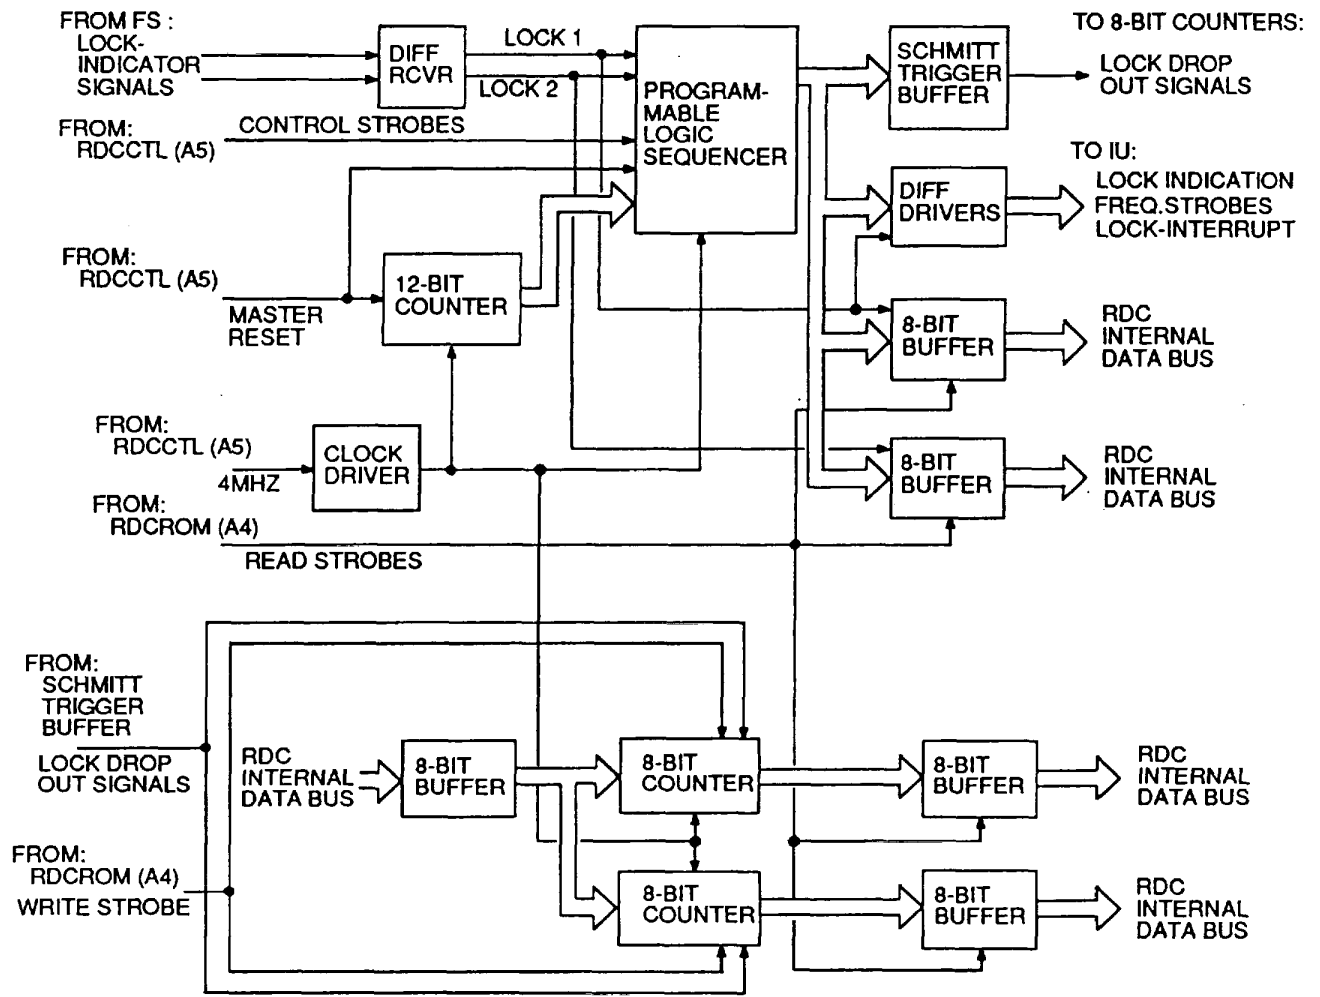 FROM FS :
LOCK-
INDICATOR
SIGNALS
DIFF
RCVR
LOCK 1
LOCK 2
PROGRAM-
MABLE
LOGIC
SEQUENCER
SCHMITT
TRIGGER
BUFFER
TO 8-BIT COUNTERS:
LOCK DROP
OUT SIGNALS
FROM:
RDCCTL (A5)
CONTROL STROBES
TO IU:
LOCK INDICATION
FREQ.STROBES
LOCK-INTERRUPT
DIFF
DRIVERS
FROM:
RDCCTL (A5)
MASTER
RESET
12-BIT
COUNTER
8-BIT
BUFFER
RDC
INTERNAL
DATA BUS
FROM:
RDCCTL (A5)
4MHZ
CLOCK
DRIVER
8-BIT
BUFFER
RDC
INTERNAL
DATA BUS
FROM:
RDCROM (A4)
READ STROBES
FROM:
SCHMITT
TRIGGER
BUFFER
LOCK DROP
OUT SIGNALS
RDC
INTERNAL
DATA BUS
8-BIT
BUFFER
8-BIT
COUNTER
8-BIT
BUFFER
RDC
INTERNAL
DATA BUS
FROM:
RDCROM (A4)
WRITE STROBE
8-BIT
COUNTER
8-BIT
BUFFER
RDC
INTERNAL
DATA BUS